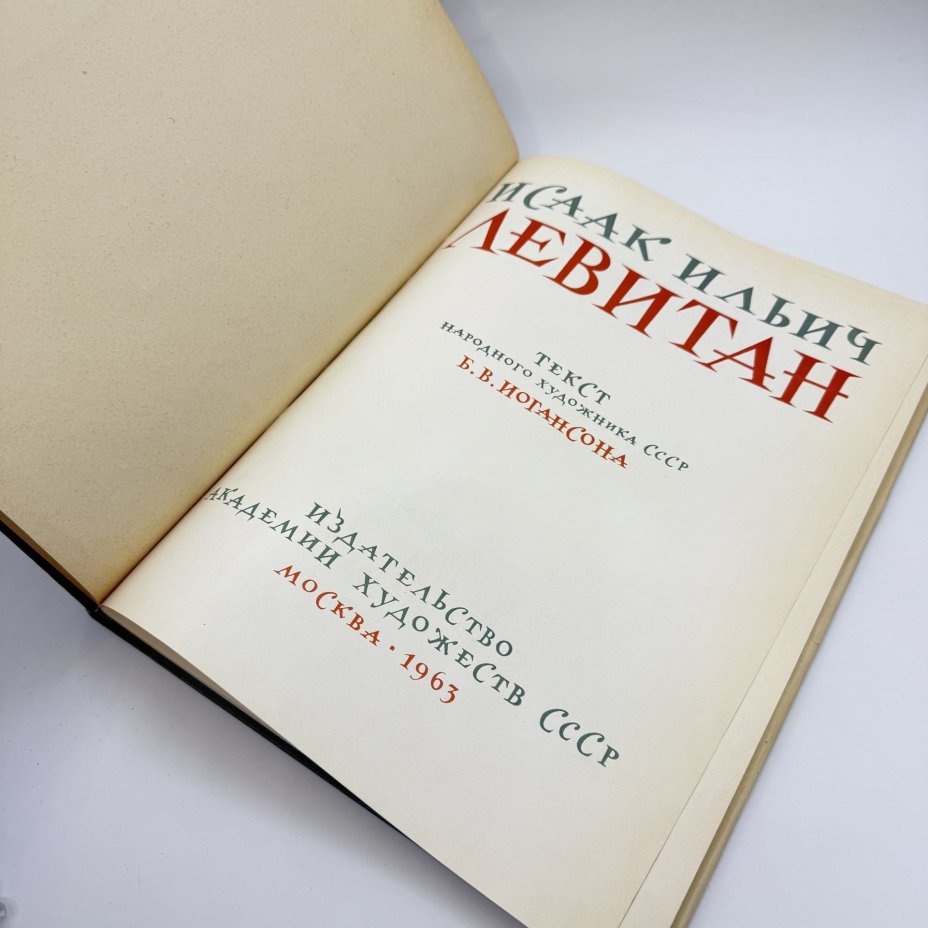 ИСААК ИЛЬИЧ
ЛЕВИТАН
ТЕКСТ
НАРОДНОГО ХУДОЖНИКА СССР
Б. В. ИОГАНСОНА
ИЗДАТЕЛЬСТВО
АКАДЕМИИ ХУДОЖЕСТВ СССР
МОСКВА · 1963